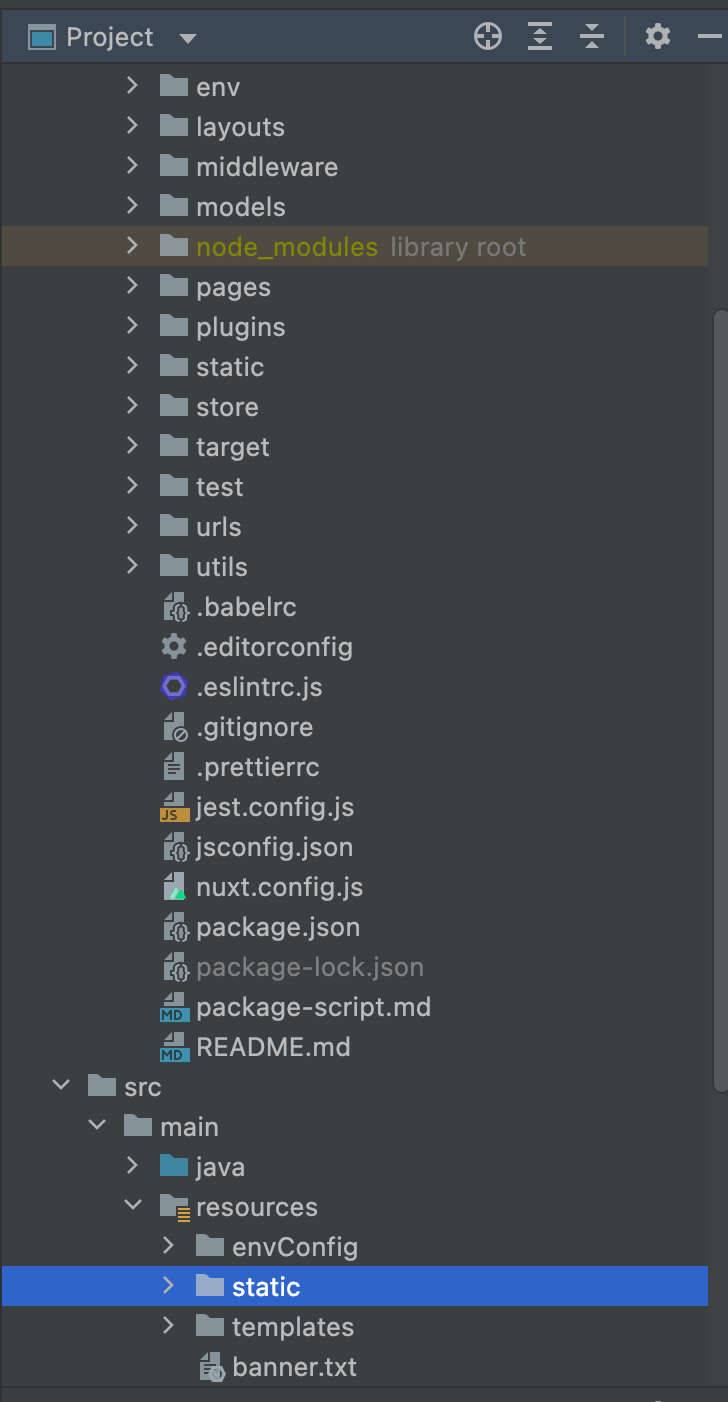 Project
env
layouts
middleware
models
node_modules library root
pages
plugins
static
store
target
test
urls
utils
.babelrc
.editorconfig
.eslintrc.js
.gitignore
.prettierrc
JS jest.config.js
jsconfig.json
nuxt.config.js
package.json
package-lock.json
MD package-script.md
MD README.md
src
main
java
resources
envConfig
static
templates
banner.txt